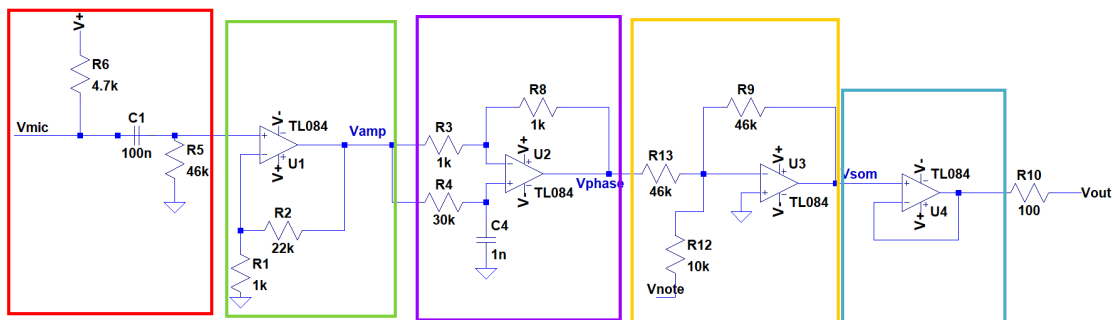 V+
R6
4.7k
Vmic
C1
100n
R5
46k
V-
TL084
U1
V+
Vamp
R2
22k
R1
1k
R3
1k
R4
30k
C4
1n
R8
1k
V+
U2
TL084
V-
Vphase
R13
46k
R12
10k
Vnote
R9
46k
V+
U3
TL084
V-
Vsom
V-
TL084
U4
V+
R10
100
Vout